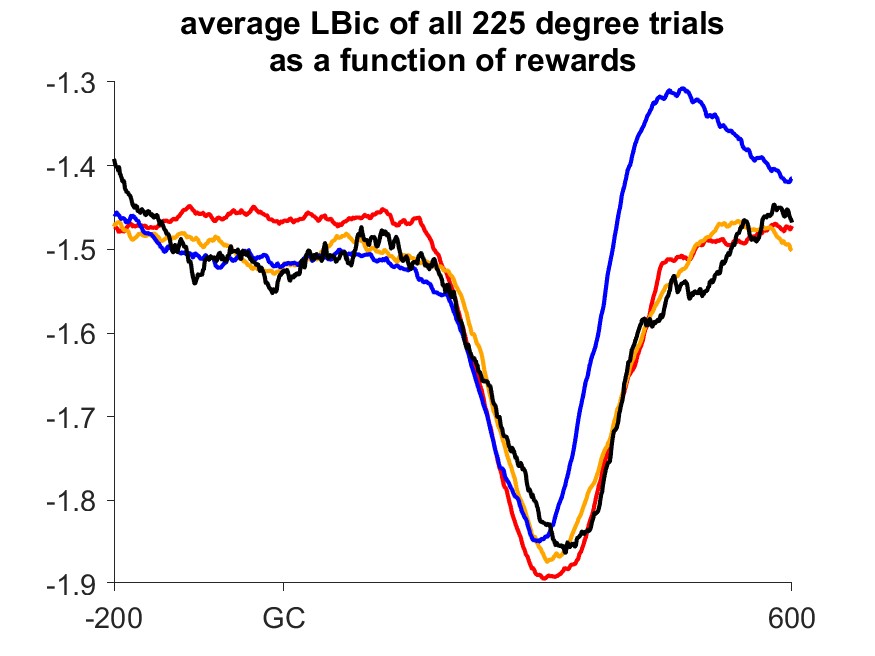 average LBic of all 225 degree trials
as a function of rewards
-1.3
-1.4
-1.5
-1.6
-1.7
-1.8
-1.9
-200 GC 600